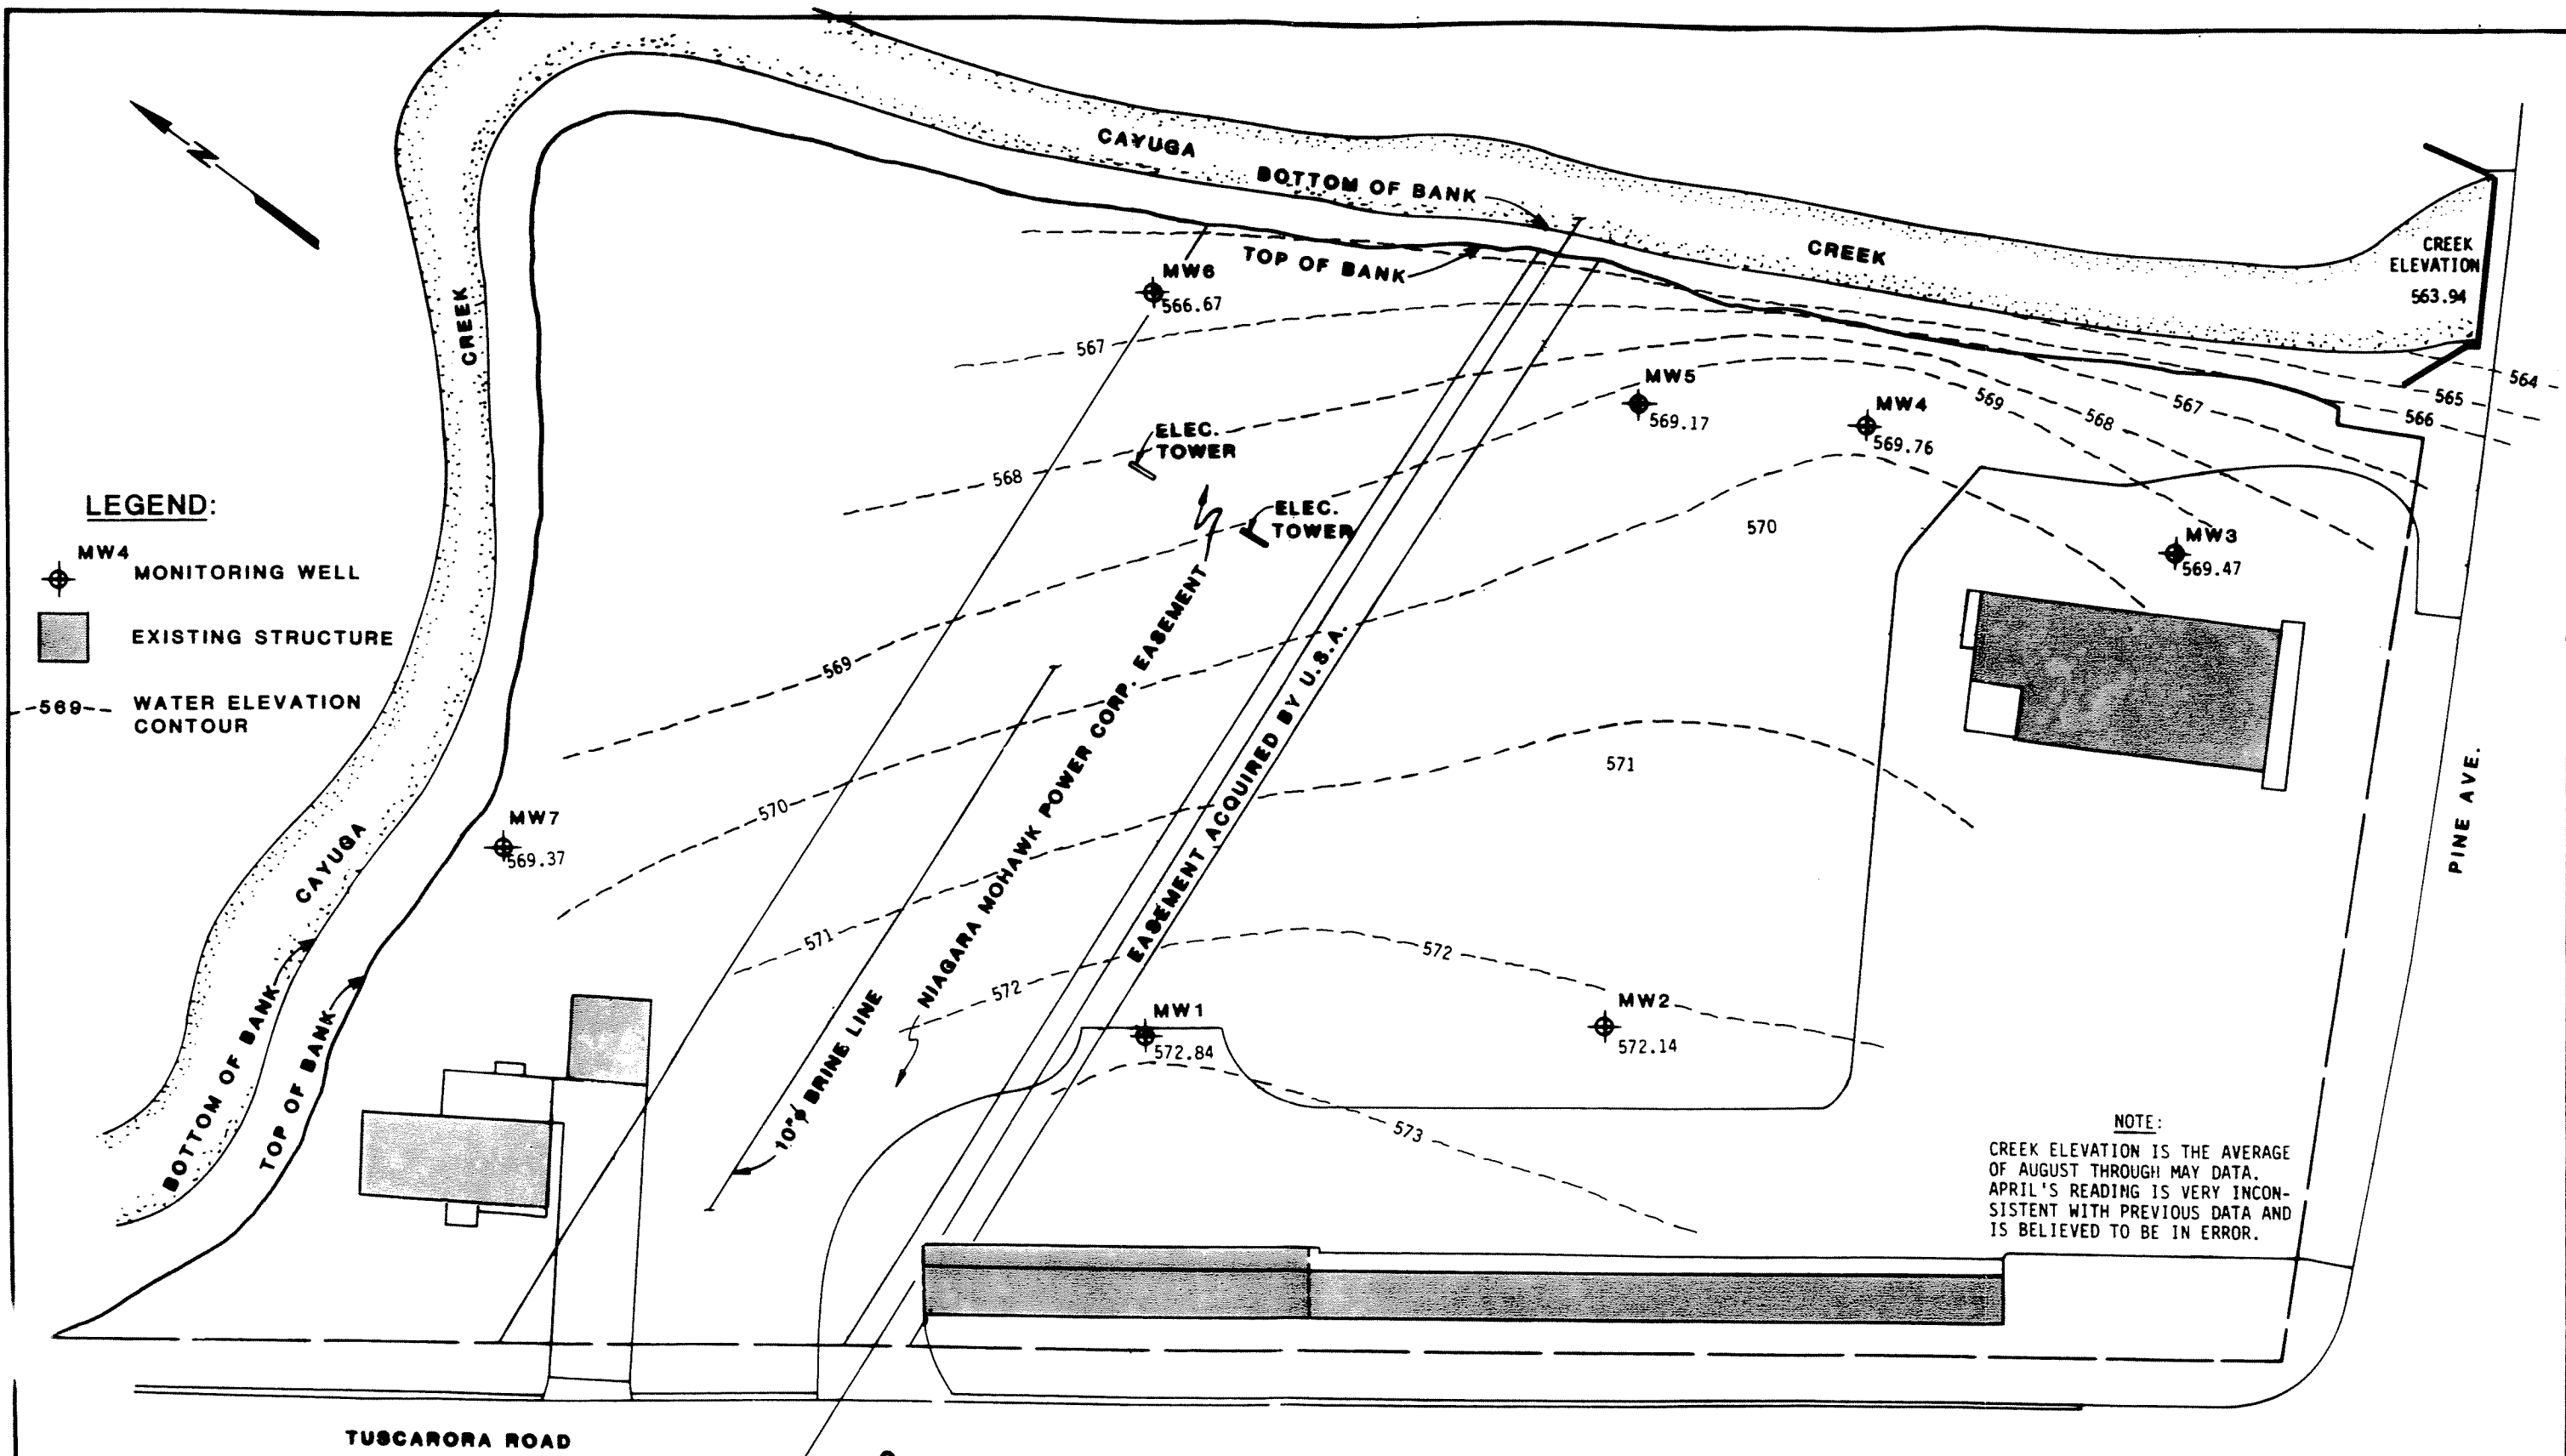 N
CAYUGA
BOTTOM OF BANK
CREEK
CREEK
ELEVATION
563.94
TOP OF BANK
MW6
566.67
CREEK
567
MW5
569.17
MW4
569.76
569
568
567
564
565
566
ELEC.
TOWER
568
ELEC.
TOWER
570
MW3
569.47
LEGEND:
MW4
MONITORING WELL
EXISTING STRUCTURE
569
WATER ELEVATION
CONTOUR
569
NIAGARA MOHAWK POWER CORP. EASEMENT
EASEMENT ACQUIRED BY U.S.A.
571
PINE AVE.
570
MW7
569.37
CAYUGA
571
572
572
BOTTOM OF BANK
TOP OF BANK
10"ϕ BRINE LINE
MW1
572.84
MW2
572.14
573
NOTE:
CREEK ELEVATION IS THE AVERAGE
OF AUGUST THROUGH MAY DATA.
APRIL'S READING IS VERY INCON-
SISTENT WITH PREVIOUS DATA AND
IS BELIEVED TO BE IN ERROR.
TUSCARORA ROAD